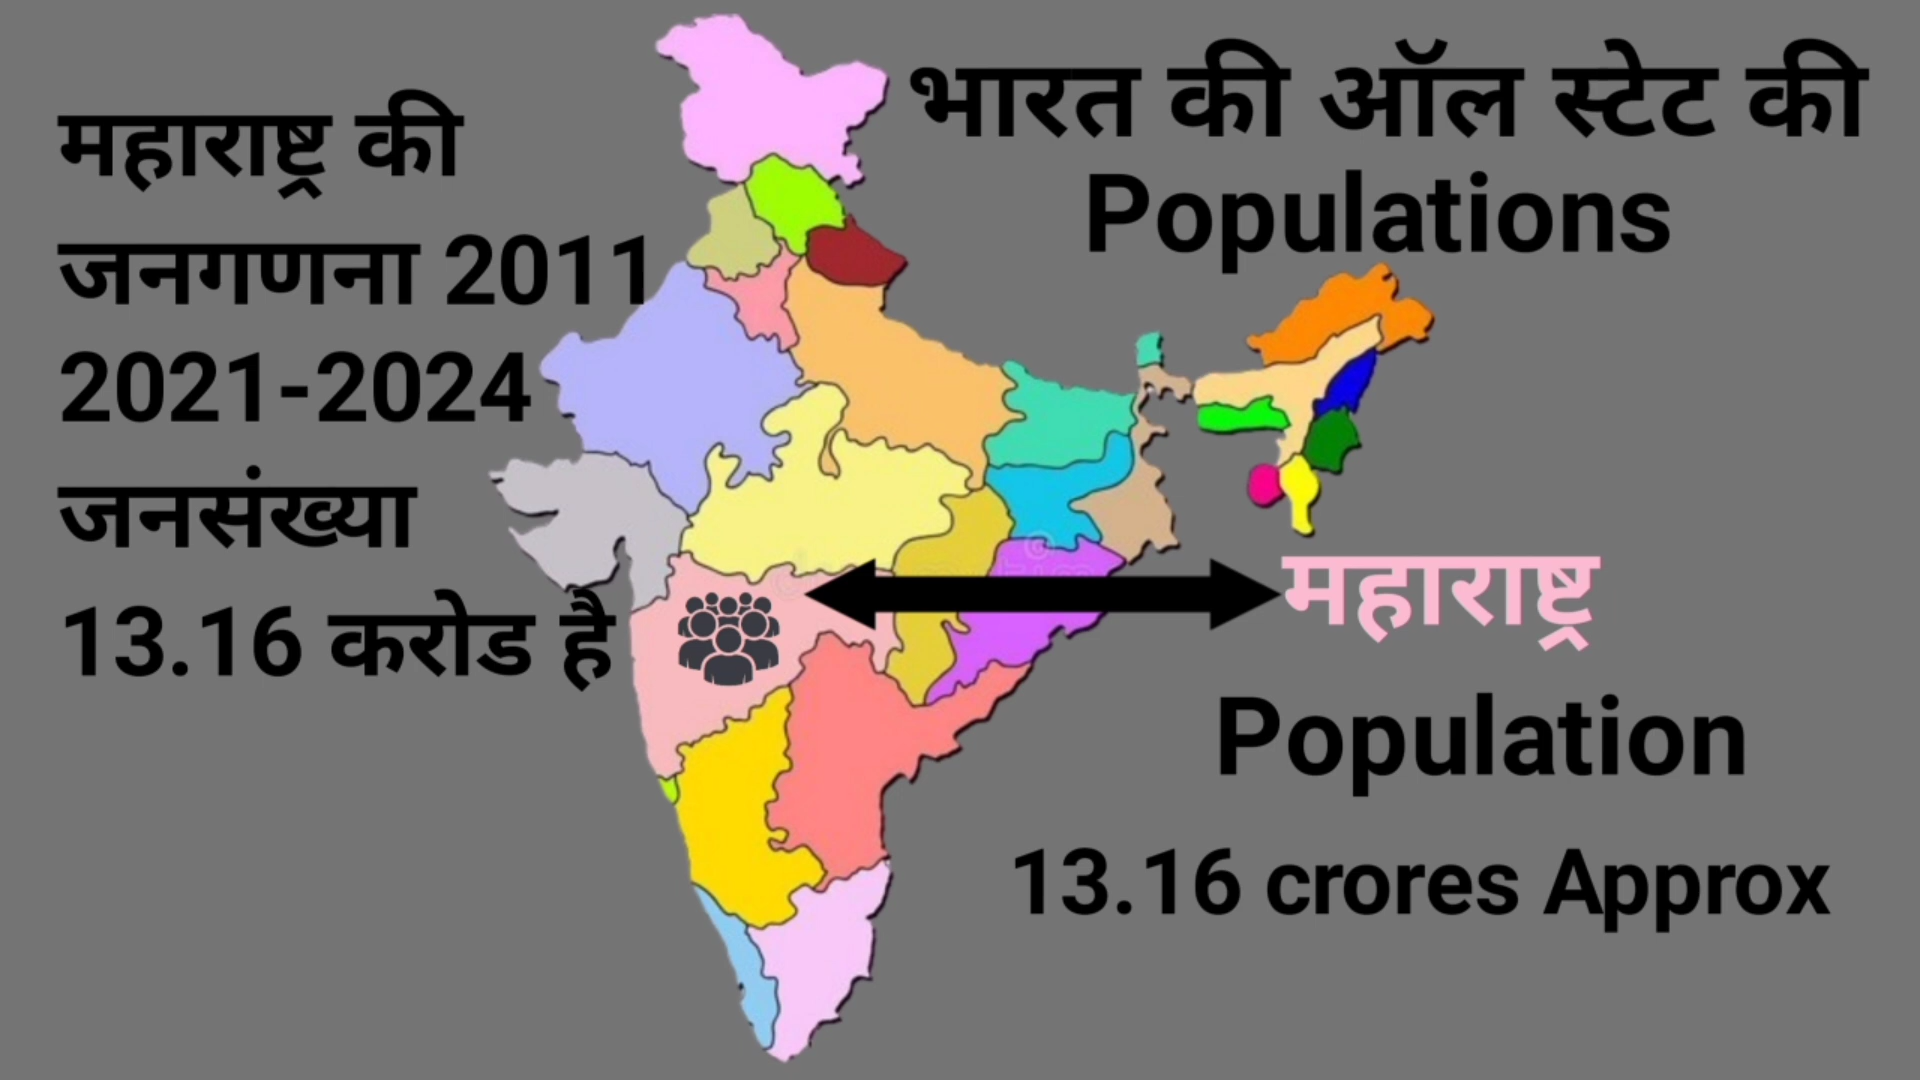 महाराष्ट्र की
जनगणना 2011
2021-2024
जनसंख्या
13.16 करोड है
भारत की ऑल स्टेट की
Populations
महाराष्ट्र
Population
13.16 crores Approx